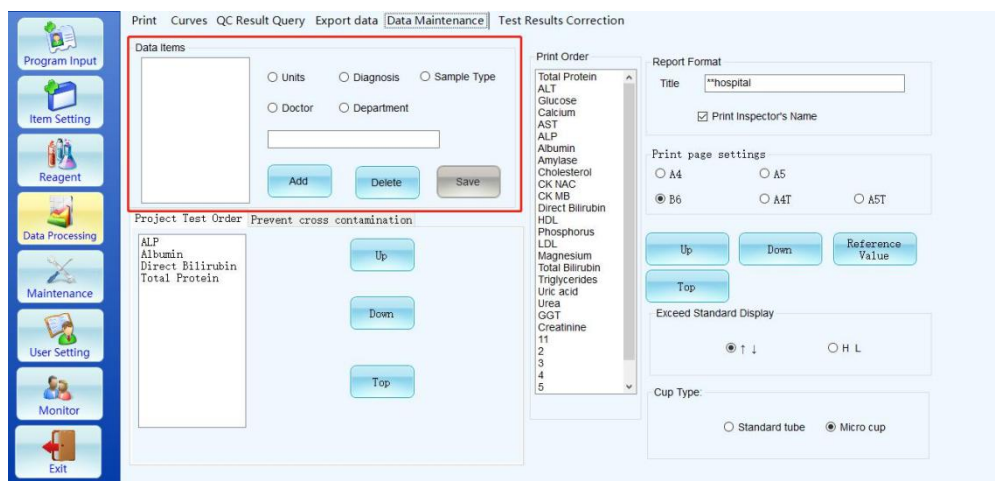 Print Curves QC Result Query Export data Data Maintenance Test Results Correction
Program Input
Item Setting
Reagent
Data Processing
Maintenance
User Setting
Monitor
Exit
Data Items
Units Diagnosis Sample Type
Doctor Department
Add Delete Save
Project Test Order Prevent cross contamination
ALP
Albumin
Direct Bilirubin
Total Protein
Up
Down
Top
Print Order
Total Protein
ALT
Glucose
Calcium
AST
ALP
Albumin
Amylase
Cholesterol
CK NAC
CK MB
Direct Bilirubin
HDL
Phosphorus
LDL
Magnesium
Total Bilirubin
Triglycerides
Uric acid
Urea
GGT
Creatinine
11
2
3
4
5
Report Format
Title **hospital
Print Inspector's Name
Print page settings
A4 A5
B6 A4T A5T
Up Down Reference
Value
Top
Exceed Standard Display
↑ ↓ H L
Cup Type:
Standard tube Micro cup